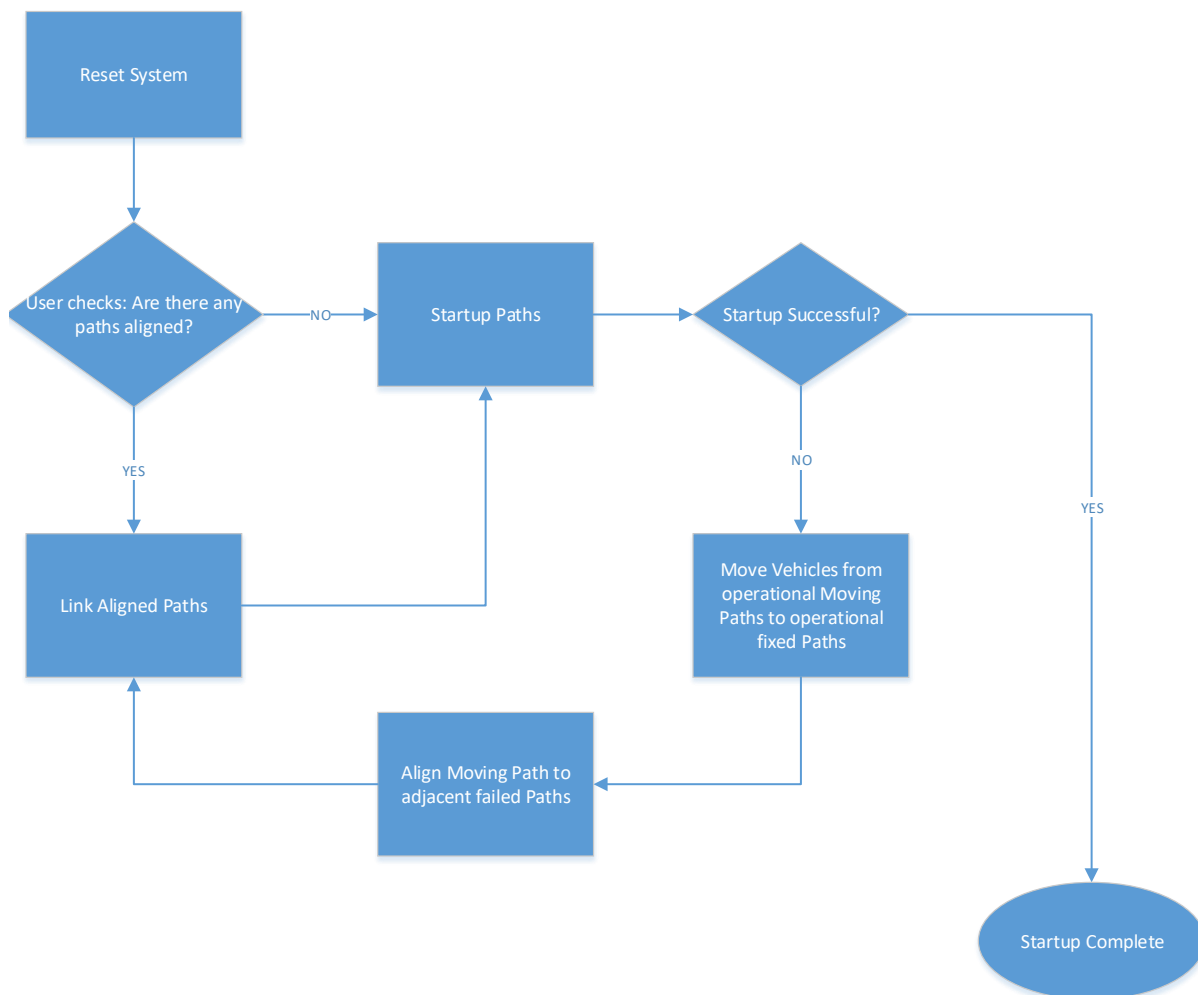 Reset System
User checks: Are there any
paths aligned?
NO
Startup Paths
Startup Successful?
YES
NO
YES
Link Aligned Paths
Move Vehicles from
operational Moving
Paths to operational
fixed Paths
Align Moving Path to
adjacent failed Paths
Startup Complete